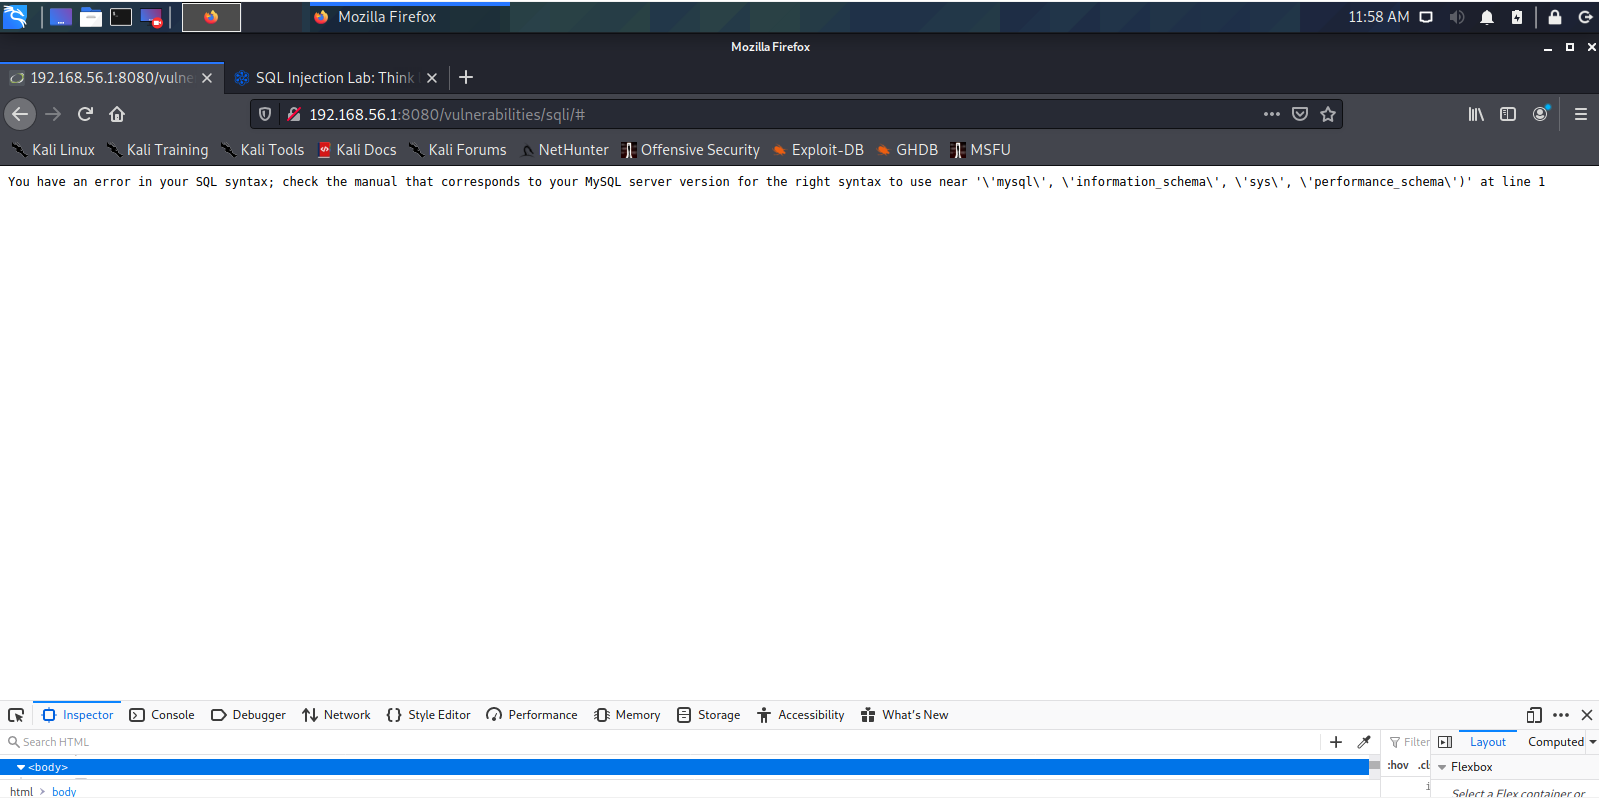 Mozilla Firefox
11:58 AM
Mozilla Firefox
192.168.56.1:8080/vulne
SQL Injection Lab: Think
192.168.56.1:8080/vulnerabilities/sqli/#
Kali Linux Kali Training Kali Tools Kali Docs Kali Forums NetHunter Offensive Security Exploit-DB GHDB MSFU
You have an error in your SQL syntax; check the manual that corresponds to your MySQL server version for the right syntax to use near '\'mysql\', \'information_schema\', \'sys\', \'performance_schema\')' at line 1
Inspector Console Debugger Network Style Editor Performance Memory Storage Accessibility What's New
Search HTML
Filter
Layout Computed
<body>
:hov .cls
Flexbox
html > body
Select a Flex container or